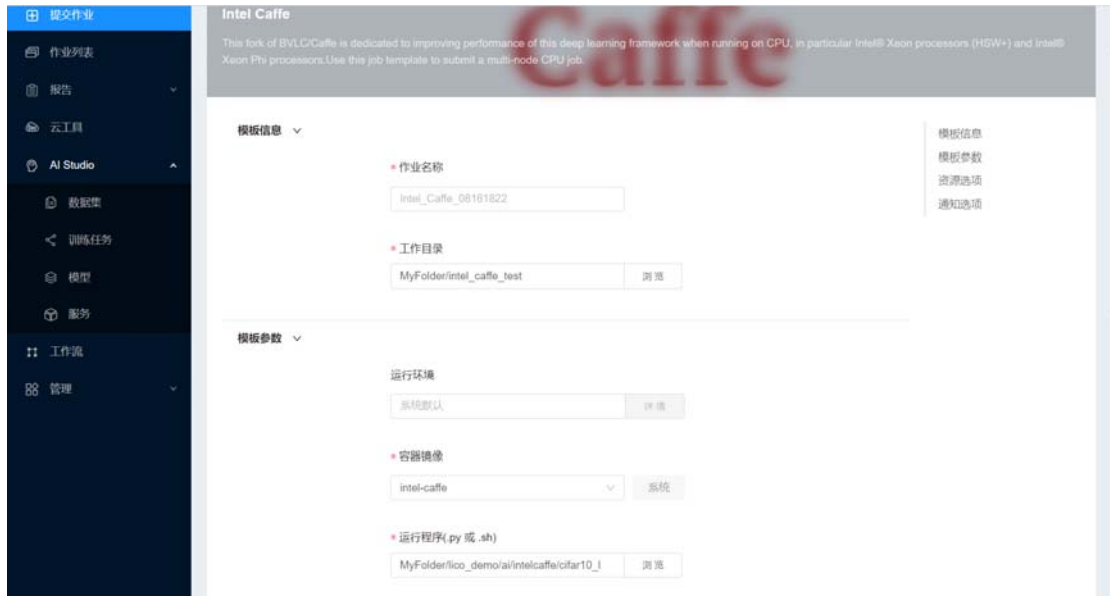 提交作业
作业列表
报告
云工具
AI Studio
数据集
训练任务
模型
服务
工作流
管理
Intel Caffe
Caffe
This fork of BVLC/Caffe is dedicated to improving performance of this deep learning framework when running on CPU, in particular Intel® Xeon processors (HSW+) and Intel®
Xeon Phi processors.Use this job template to submit a multi-node CPU job.
模板信息
* 作业名称
Intel_Caffe_08161822
* 工作目录
MyFolder/intel_caffe_test
浏览
模板参数
运行环境
系统默认
详情
* 容器镜像
intel-caffe
系统
* 运行程序(.py 或 .sh)
MyFolder/lico_demo/ai/intelcaffe/cifar10_l
浏览
模板信息
模板参数
资源选项
通知选项